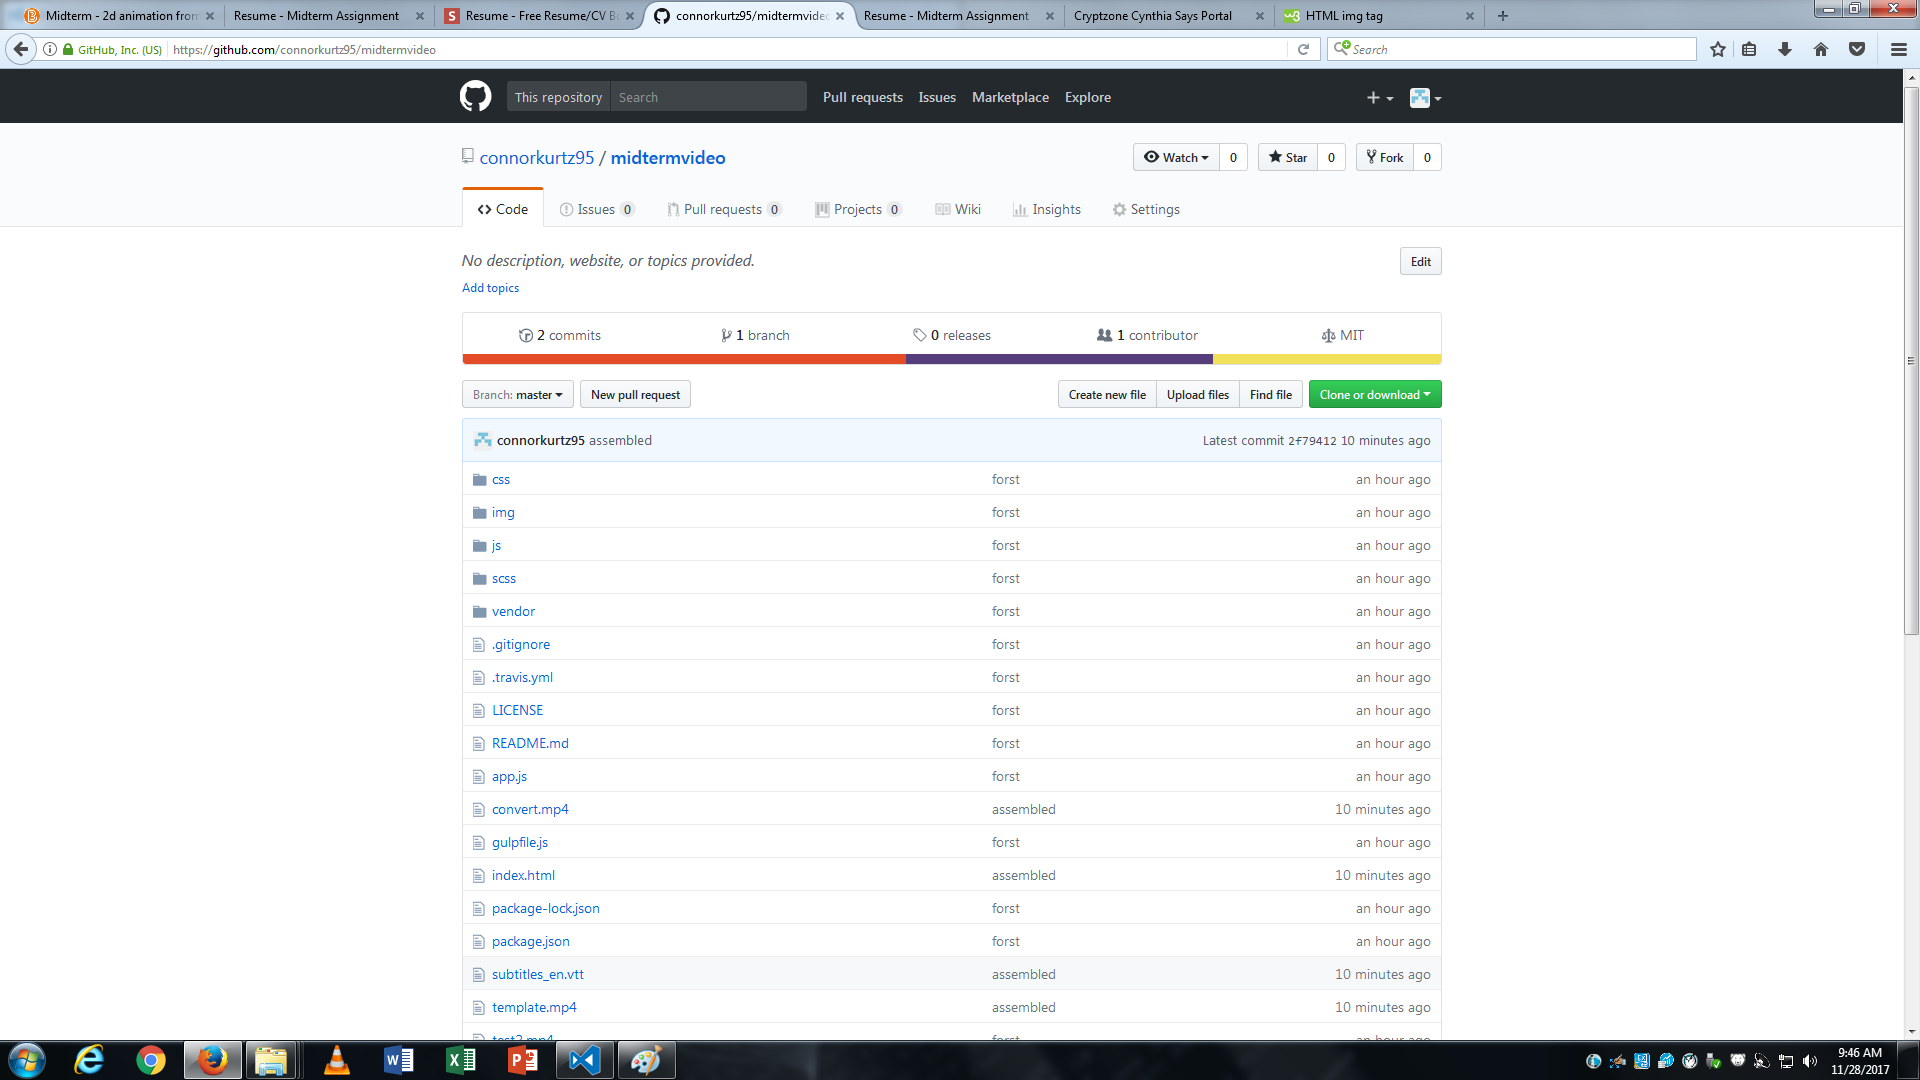 Midterm - 2d animation from
Resume - Midterm Assignment
Resume - Free Resume/CV B
connorkurtz95/midtermvideo
Resume - Midterm Assignment
Cryptzone Cynthia Says Portal
HTML img tag
GitHub, Inc. (US) https://github.com/connorkurtz95/midtermvideo Search
This repository Search Pull requests Issues Marketplace Explore
connorkurtz95 / midtermvideo Watch 0 Star 0 Fork 0
Code Issues 0 Pull requests 0 Projects 0 Wiki Insights Settings
No description, website, or topics provided. Edit
Add topics
2 commits 1 branch 0 releases 1 contributor MIT
Branch: master New pull request Create new file Upload files Find file Clone or download
connorkurtz95 assembled Latest commit 2f79412 10 minutes ago
css forst an hour ago
img forst an hour ago
js forst an hour ago
scss forst an hour ago
vendor forst an hour ago
.gitignore forst an hour ago
.travis.yml forst an hour ago
LICENSE forst an hour ago
README.md forst an hour ago
app.js forst an hour ago
convert.mp4 assembled 10 minutes ago
gulpfile.js forst an hour ago
index.html assembled 10 minutes ago
package-lock.json forst an hour ago
package.json forst an hour ago
subtitles_en.vtt assembled 10 minutes ago
template.mp4 assembled 10 minutes ago
test2.mp4 forst an hour ago
9:46 AM
11/28/2017